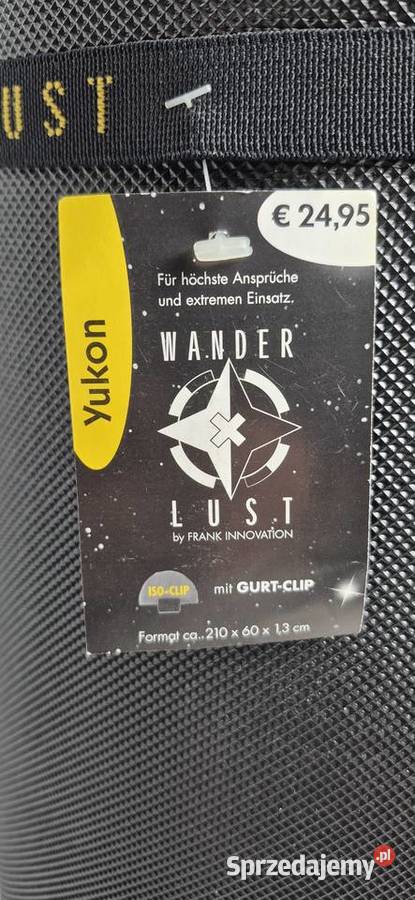 UST
€ 24,95
Yukon
Für höchste Ansprüche
und extremen Einsatz.
WANDER
LUST
by FRANK INNOVATION
ISO-CLIP mit GURT-CLIP
Format ca. 210 x 60 x 1,3 cm
Sprzedajemy.pl